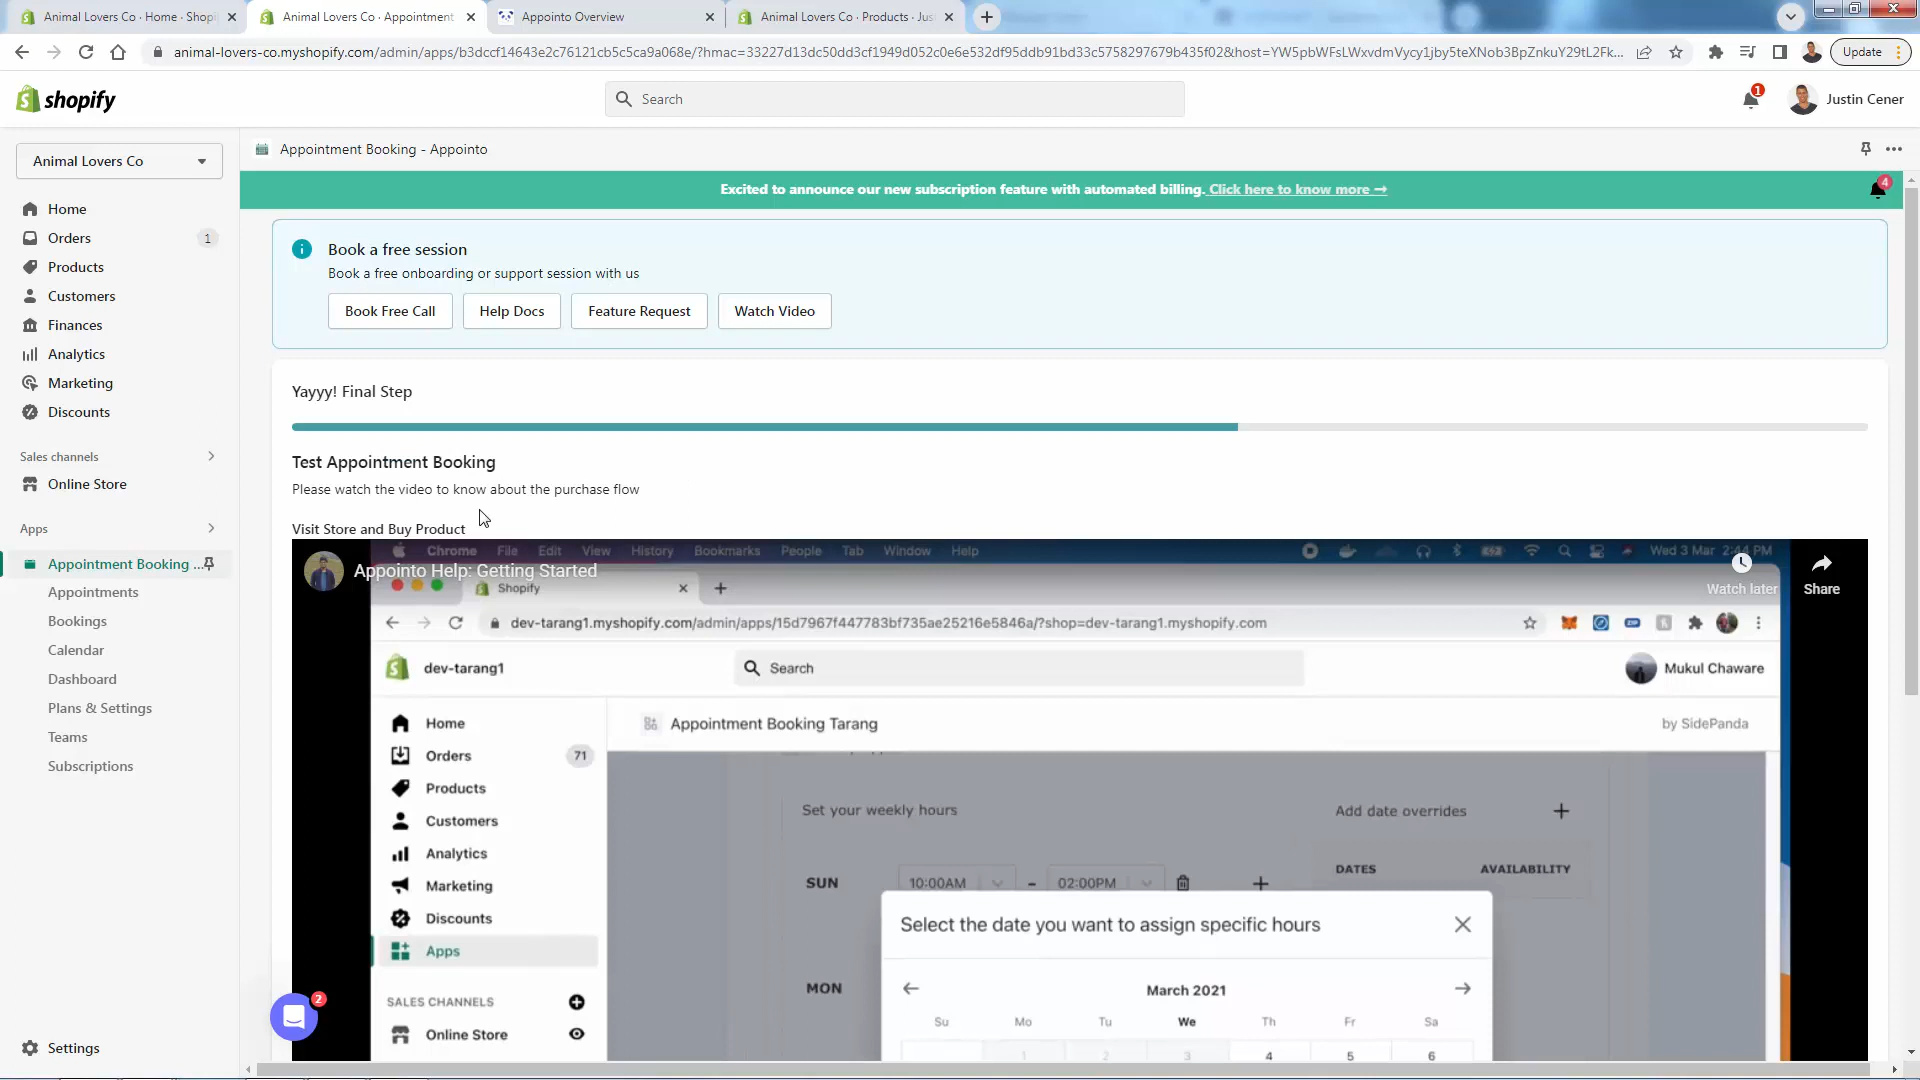 Animal Lovers Co · Home · Shopi
Animal Lovers Co · Appointment
Appointo Overview
Animal Lovers Co · Products · Jus
animal-lovers-co.myshopify.com/admin/apps/b3dccf14643e2c76121cb5c5ca9a068e/?hmac=33227d13dc50dd3cf1949d052c0e6e532df95ddb91bd33c5758297679b435f02&host=YW5pbWFsLWxvdmVycy1jby5teXNob3BpZnkuY29tL2Fk...
Update
shopify
Search
1
Justin Cener
Animal Lovers Co
Appointment Booking - Appointo
Excited to announce our new subscription feature with automated billing. Click here to know more →
4
Home
Orders
1
Products
Customers
Finances
Analytics
Marketing
Discounts
Sales channels
Online Store
Apps
Appointment Booking ...
Appointments
Bookings
Calendar
Dashboard
Plans & Settings
Teams
Subscriptions
Settings
Book a free session
Book a free onboarding or support session with us
Book Free Call
Help Docs
Feature Request
Watch Video
Yayyy! Final Step
Test Appointment Booking
Please watch the video to know about the purchase flow
Visit Store and Buy Product
Chrome File Edit View History Bookmarks People Tab Window Help
Wed 3 Mar 2:44 PM
Appointo Help: Getting Started
Watch later
Share
Shopify
dev-tarang1.myshopify.com/admin/apps/15d7967f447783bf735ae25216e5846a/?shop=dev-tarang1.myshopify.com
dev-tarang1
Search
Mukul Chaware
Home
Orders
71
Products
Customers
Analytics
Marketing
Discounts
Apps
SALES CHANNELS
Online Store
Appointment Booking Tarang
by SidePanda
Set your weekly hours
Add date overrides
DATES
AVAILABILITY
SUN
10:00AM
-
02:00PM
MON
Select the date you want to assign specific hours
March 2021
Su Mo Tu We Th Fr Sa
1 2 3 4 5 6
2